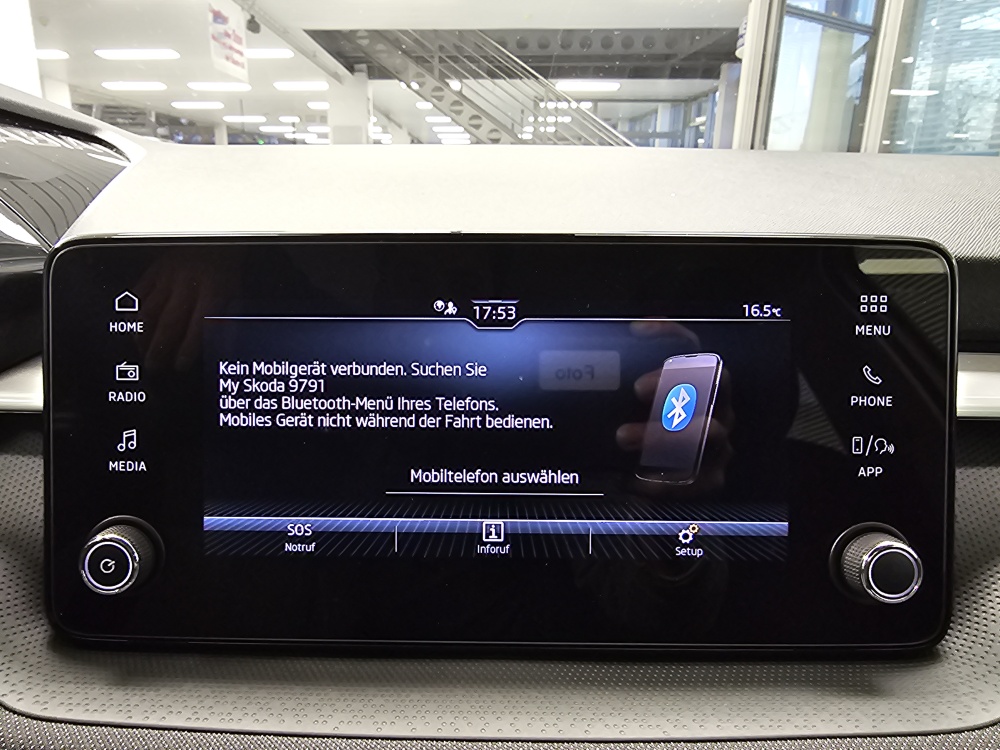 17:53
16.5°C
HOME
RADIO
MEDIA
Kein Mobilgerät verbunden. Suchen Sie
My Skoda 9791
über das Bluetooth-Menü Ihres Telefons.
Mobiles Gerät nicht während der Fahrt bedienen.
Foto
Mobiltelefon auswählen
SOS
Notruf
i
Inforuf
Setup
MENU
PHONE
APP